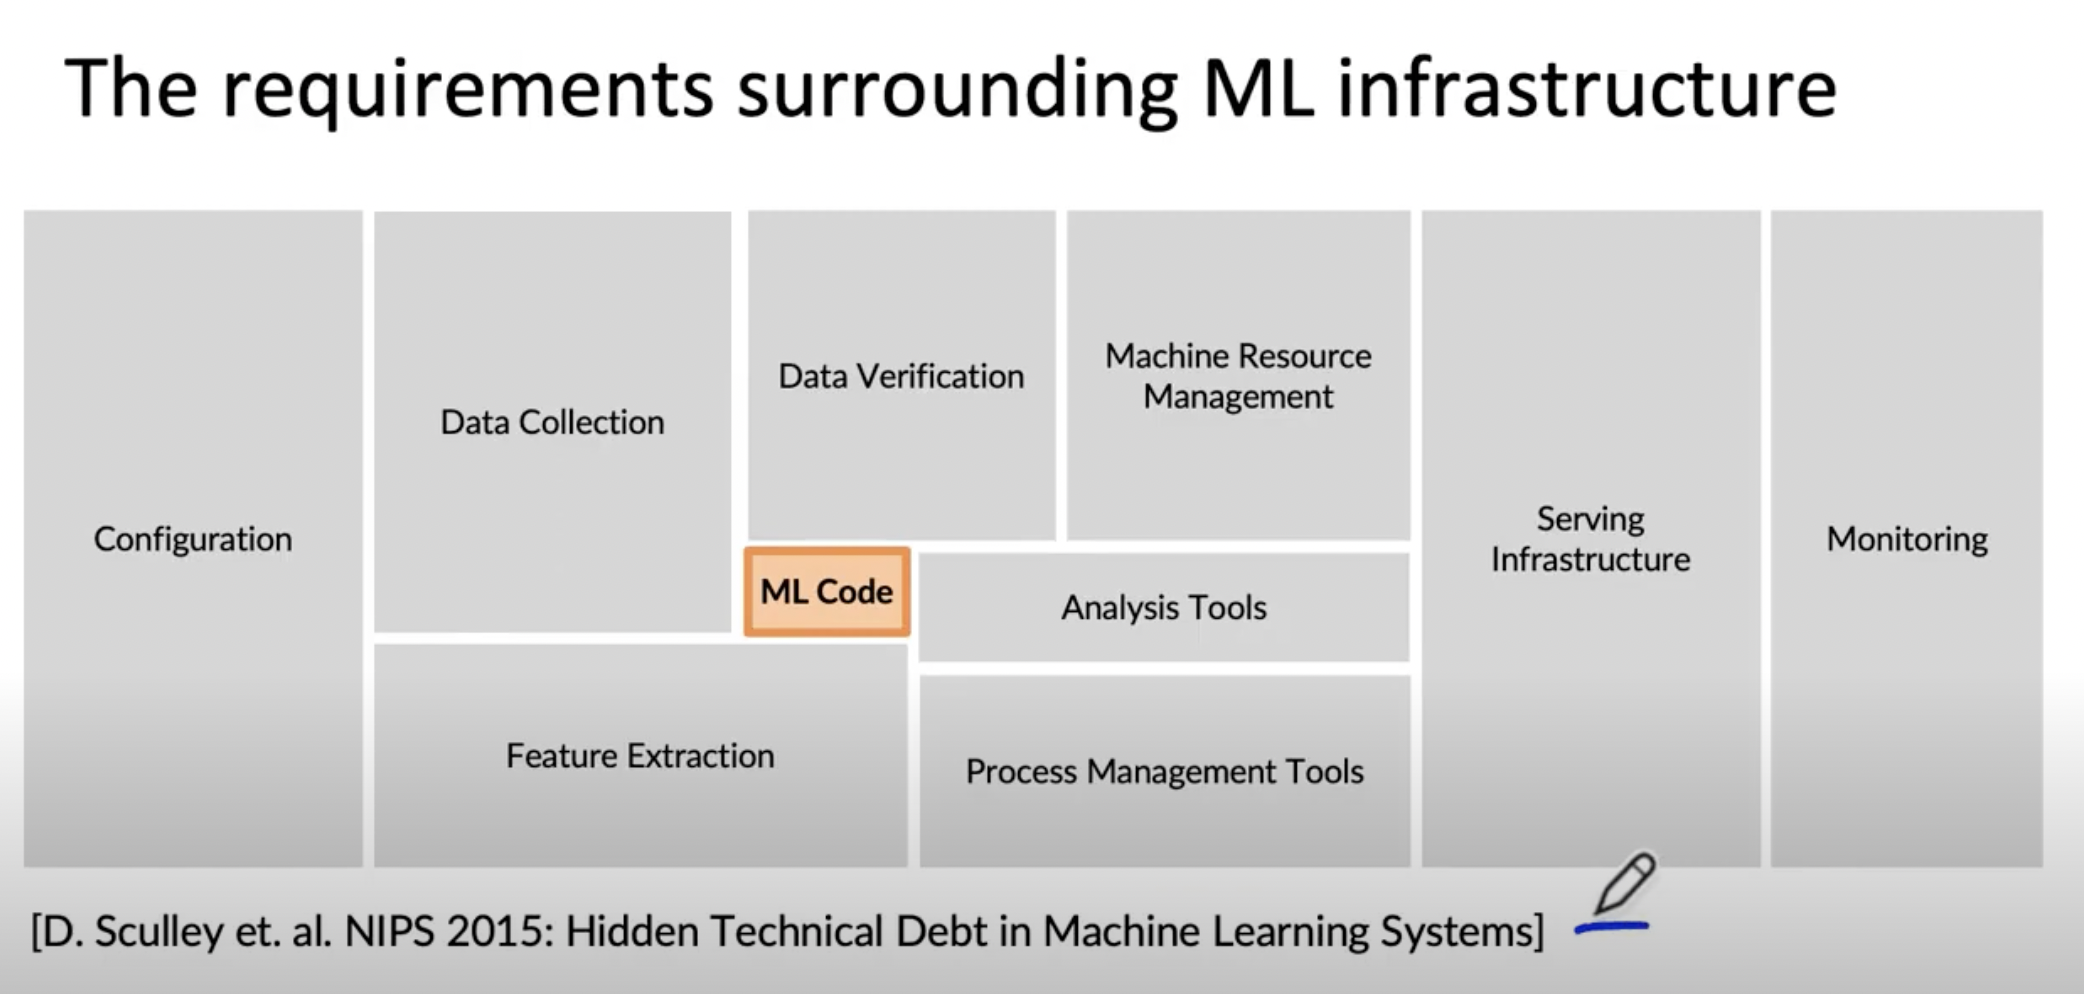 The requirements surrounding ML infrastructure
Configuration
Data Collection
Data Verification
Machine Resource
Management
ML Code
Analysis Tools
Feature Extraction
Process Management Tools
Serving
Infrastructure
Monitoring
[D. Sculley et. al. NIPS 2015: Hidden Technical Debt in Machine Learning Systems]